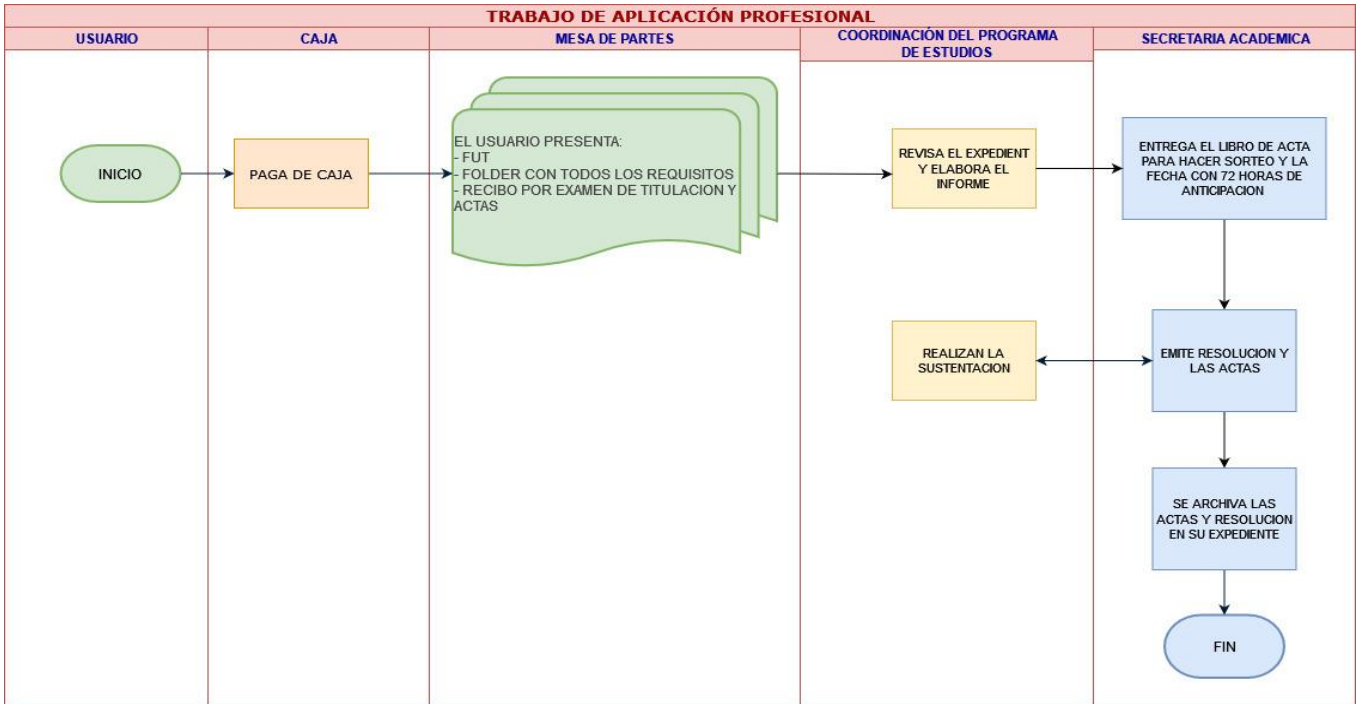 TRABAJO DE APLICACIÓN PROFESIONAL
USUARIO
CAJA
MESA DE PARTES
COORDINACIÓN DEL PROGRAMA
DE ESTUDIOS
SECRETARIA ACADEMICA
INICIO
PAGA DE CAJA
EL USUARIO PRESENTA:
- FUT
- FOLDER CON TODOS LOS REQUISITOS
- RECIBO POR EXAMEN DE TITULACION Y
ACTAS
REVISA EL EXPEDIENT
Y ELABORA EL
INFORME
ENTREGA EL LIBRO DE ACTA
PARA HACER SORTEO Y LA
FECHA CON 72 HORAS DE
ANTICIPACION
REALIZAN LA
SUSTENTACION
EMITE RESOLUCION Y
LAS ACTAS
SE ARCHIVA LAS
ACTAS Y RESOLUCION
EN SU EXPEDIENTE
FIN